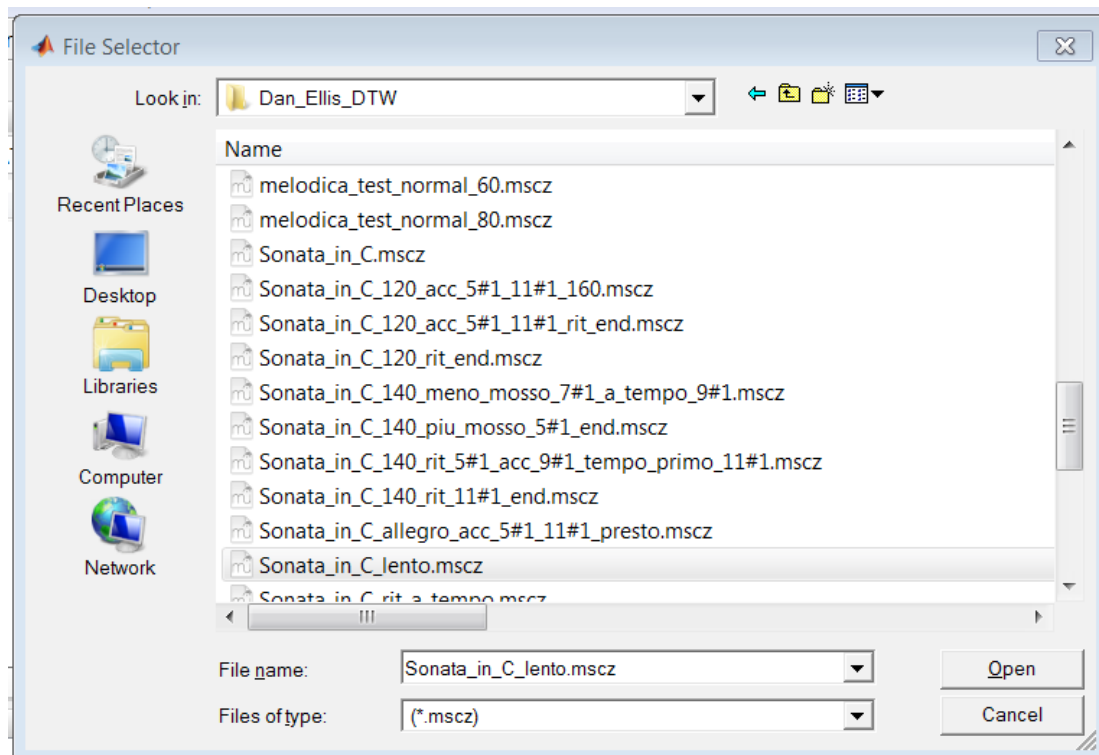 File Selector
Look in:
Dan_Ellis_DTW
Name
melodica_test_normal_60.mscz
melodica_test_normal_80.mscz
Sonata_in_C.mscz
Sonata_in_C_120_acc_5#1_11#1_160.mscz
Sonata_in_C_120_acc_5#1_11#1_rit_end.mscz
Sonata_in_C_120_rit_end.mscz
Sonata_in_C_140_meno_mosso_7#1_a_tempo_9#1.mscz
Sonata_in_C_140_piu_mosso_5#1_end.mscz
Sonata_in_C_140_rit_5#1_acc_9#1_tempo_primo_11#1.mscz
Sonata_in_C_140_rit_11#1_end.mscz
Sonata_in_C_allegro_acc_5#1_11#1_presto.mscz
Sonata_in_C_lento.mscz
Sonata_in_C_rit_a_tempo.mscz
Recent Places
Desktop
Libraries
Computer
Network
File name:
Sonata_in_C_lento.mscz
Open
Files of type:
(*.mscz)
Cancel